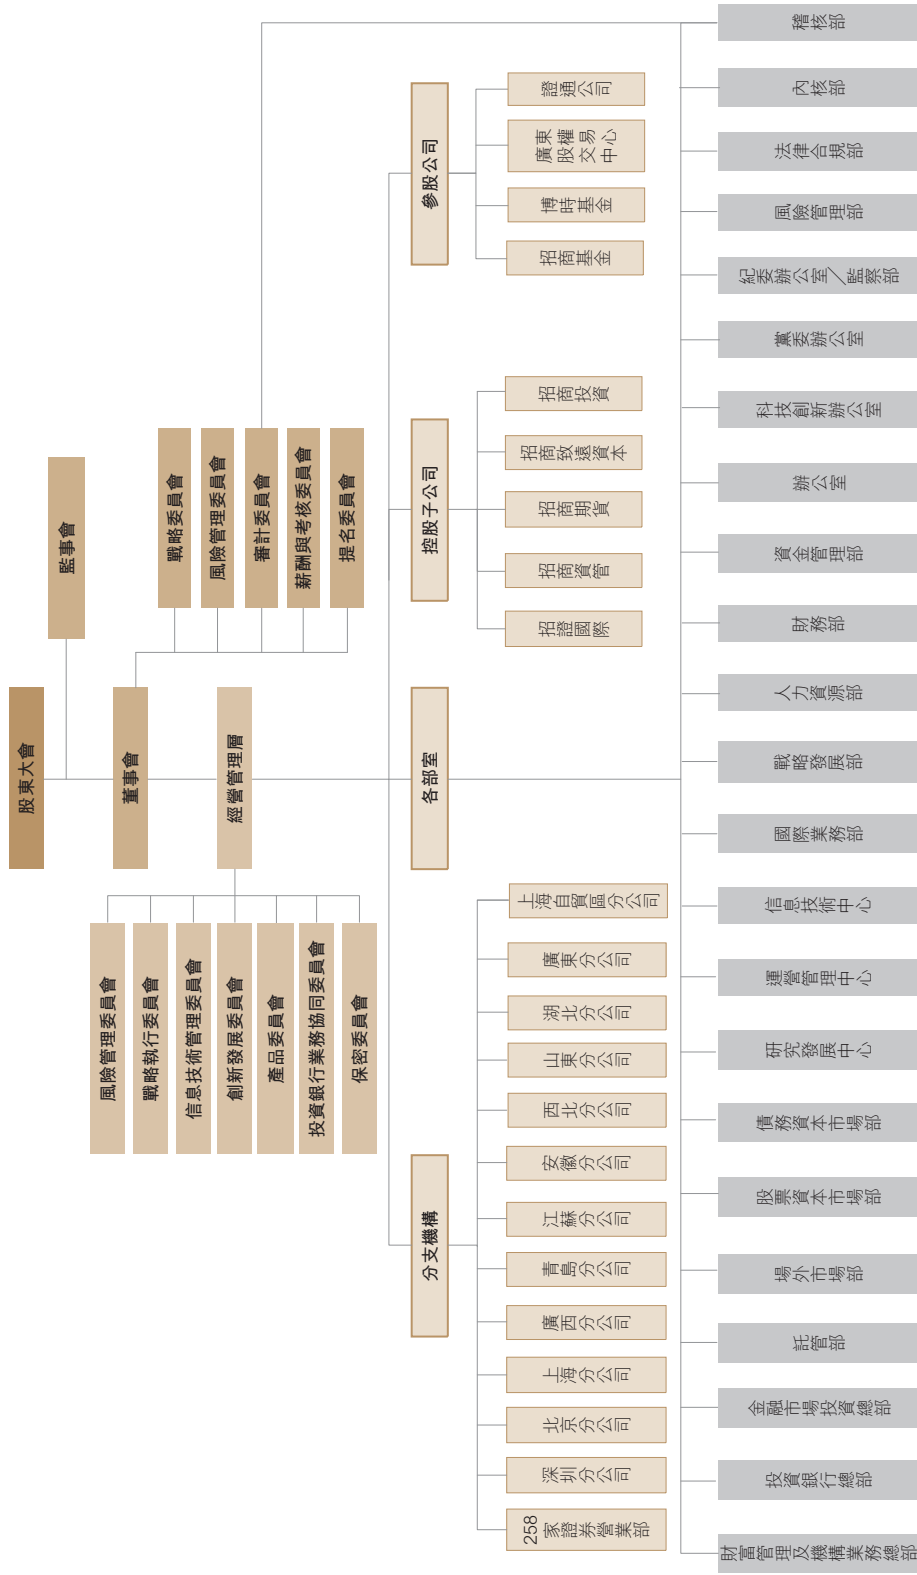 股東大會
監事會
董事會
戰略委員會
風險管理委員會
審計委員會
薪酬與考核委員會
提名委員會
經營管理層
風險管理委員會
戰略執行委員會
信息技術管理委員會
創新發展委員會
產品委員會
投資銀行業務協同委員會
保密委員會
分支機構
各部室
控股子公司
參股公司
258
家證券營業部
深圳分公司
北京分公司
上海分公司
廣西分公司
青島分公司
江蘇分公司
安徽分公司
西北分公司
山東分公司
湖北分公司
廣東分公司
上海自貿區分公司
招證國際
招商資管
招商期貨
招商致遠資本
招商投資
招商基金
博時基金
廣東
股權
交易
中心
證通公司
財富管理及機構業務總部
投資銀行總部
金融市場投資總部
託管部
場外市場部
股票資本市場部
債務資本市場部
研究發展中心
運營管理中心
信息技術中心
國際業務部
戰略發展部
人力資源部
財務部
資金管理部
辦公室
科技創新辦公室
黨委辦公室
紀委辦公室／監察部
風險管理部
法律合規部
內核部
稽核部